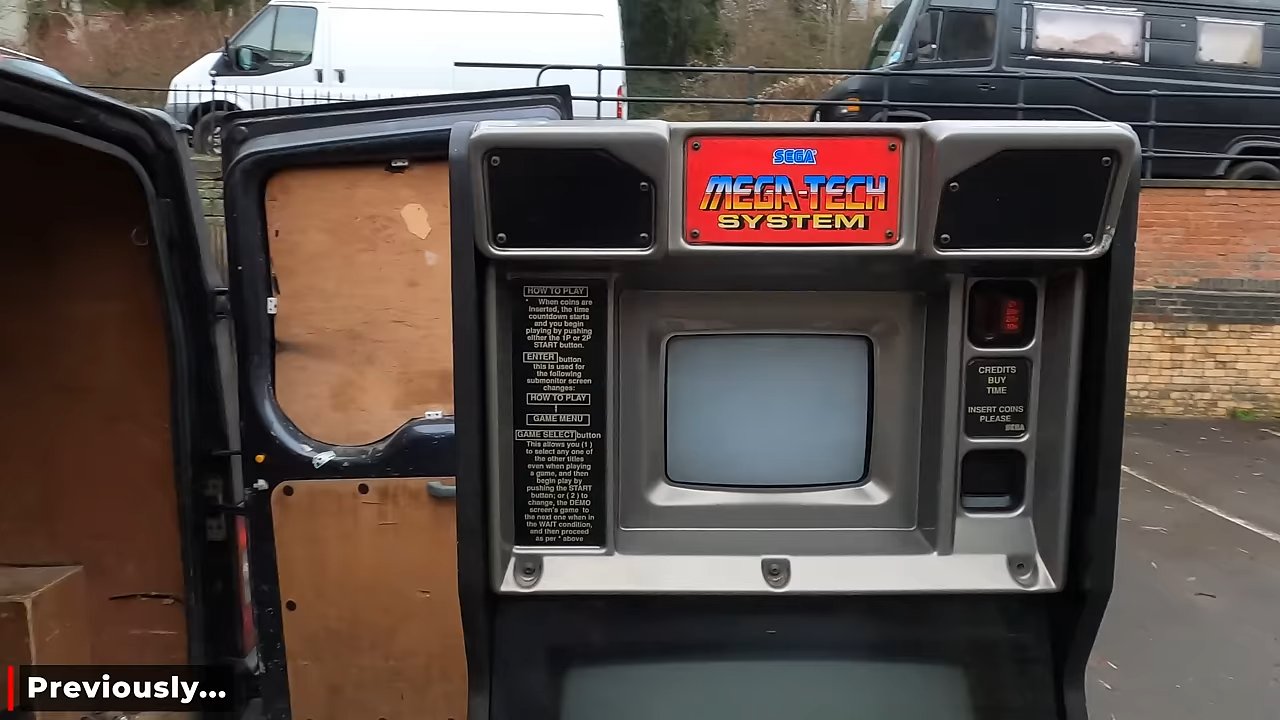 SEGA
MEGA-TECH
SYSTEM
HOW TO PLAY
* When coins are
inserted, the time
countdown starts
and you begin
playing by pushing
either the 1P or 2P
START button.
ENTER button
this is used for
the following
submonitor screen
changes:
HOW TO PLAY
GAME MENU
GAME SELECT button
This allows you (1)
to select any one of
the other titles
even when playing
a game, and then
begin play by
pushing the START
button; or (2) to
change, the DEMO
screen's game to
the next one when in
the WAIT condition,
and then proceed
as per * above
CREDITS
BUY
TIME
INSERT COINS
PLEASE
SEGA
Previously...